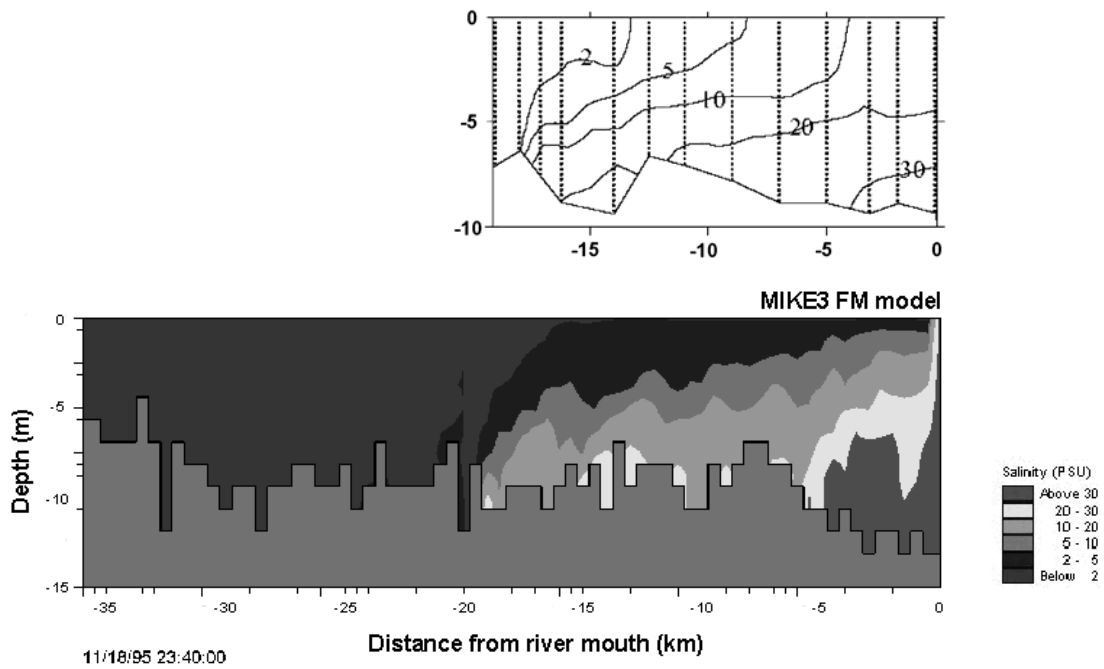 0
2
5
10
-5
20
30
-10
-15 -10 -5 0
MIKE3 FM model
0
-5
-10
-15
Depth (m)
-35 -30 -25 -20 -15 -10 -5 0
Distance from river mouth (km)
11/18/95 23:40:00
Salinity (PSU)
Above 30
20 - 30
10 - 20
5 - 10
2 - 5
Below 2